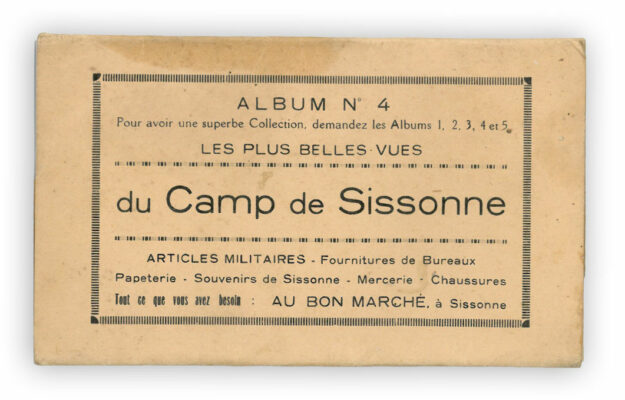 ALBUM N° 4
Pour avoir une superbe Collection, demandez les Albums 1, 2, 3, 4 et 5
LES PLUS BELLES VUES
du Camp de Sissonne
ARTICLES MILITAIRES - Fournitures de Bureaux
Papeterie - Souvenirs de Sissonne - Mercerie - Chaussures
Tout ce que vous avez besoin : AU BON MARCHÉ, à Sissonne